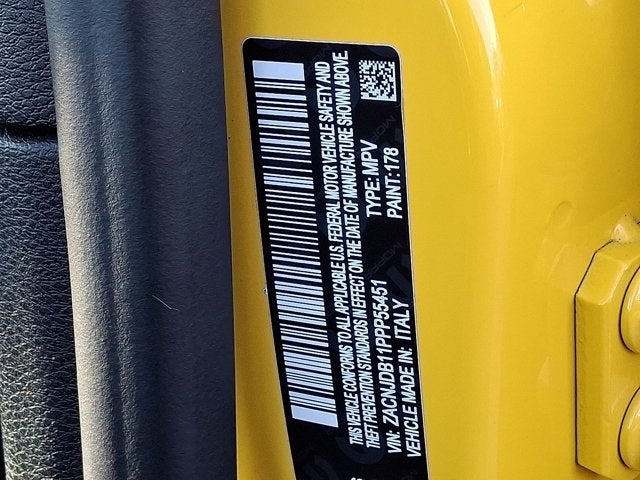 THIS VEHICLE CONFORMS TO ALL APPLICABLE U.S. FEDERAL MOTOR VEHICLE SAFETY AND
THEFT PREVENTION STANDARDS IN EFFECT ON THE DATE OF MANUFACTURE SHOWN ABOVE.
VIN: ZACNJDB11PPP55451 TYPE: MPV
VEHICLE MADE IN: ITALY PAINT:178